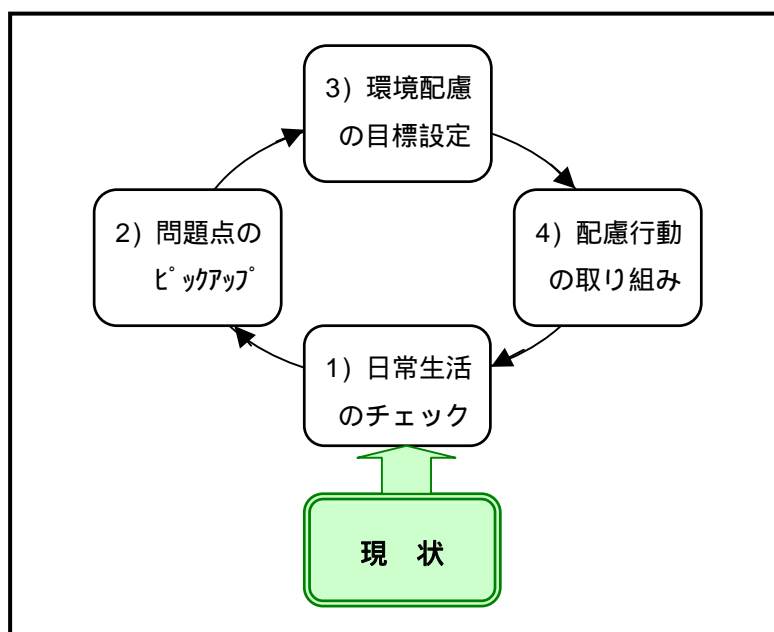 3) 環境配慮
の目標設定
2) 問題点の
ﾋﾟｯｸｱｯﾌﾟ
4) 配慮行動
の取り組み
1) 日常生活
のチェック
現　状